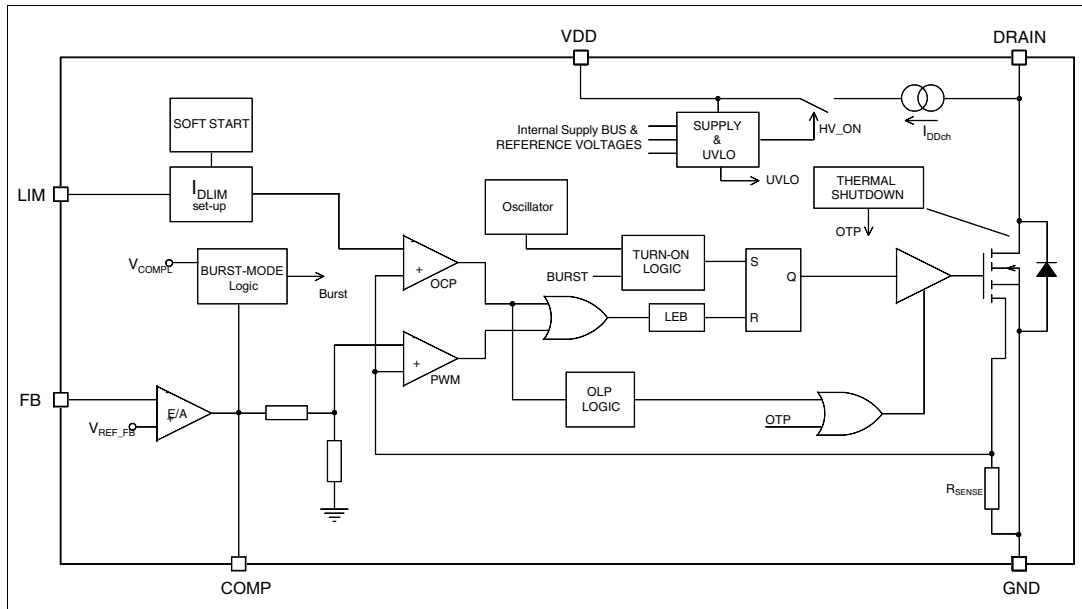 VDD
DRAIN
SOFT START
Internal Supply BUS &
REFERENCE VOLTAGES
SUPPLY
&
UVLO
HV_ON
IDDch
UVLO
LIM
IDLIM
set-up
Oscillator
THERMAL
SHUTDOWN
OTP
VCOMPL
BURST-MODE
Logic
Burst
-
+
OCP
BURST
TURN-ON
LOGIC
S
Q
R
LEB
-
+
PWM
FB
-
E/A
+
VREF_FB
OLP
LOGIC
OTP
RSENSE
COMP
GND